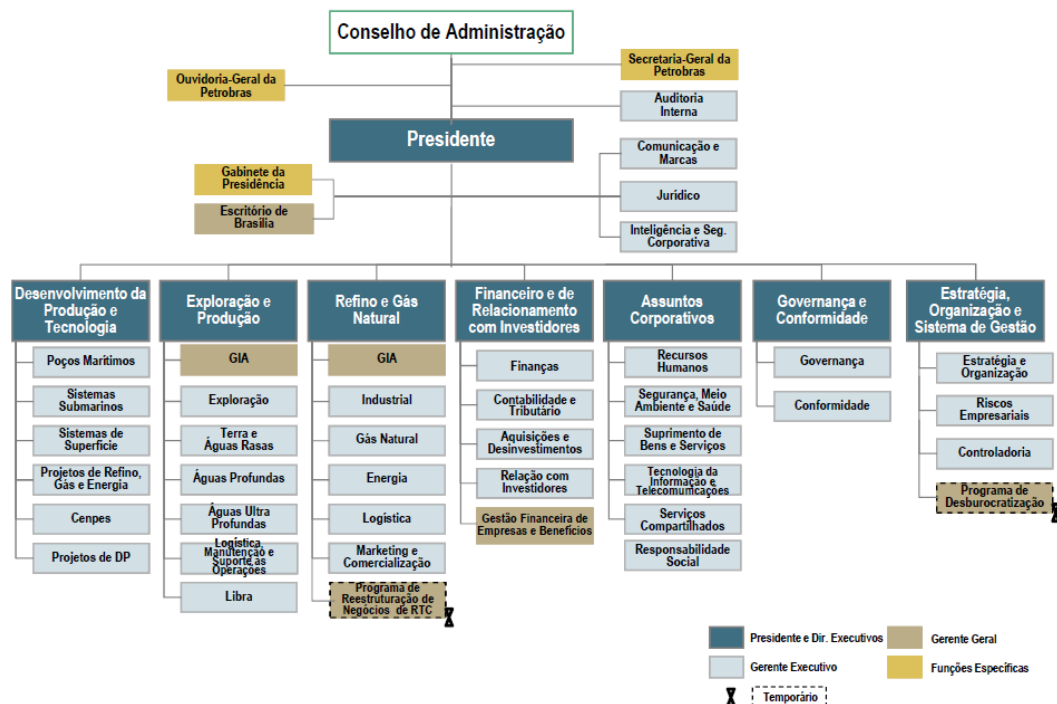 Conselho de Administração
Secretaria-Geral da
Petrobras
Ouvidoria-Geral da
Petrobras
Auditoria
Interna
Presidente
Comunicação e
Marcas
Gabinete da
Presidência
Jurídico
Escritório de
Brasília
Inteligência e Seg.
Corporativa
Desenvolvimento da
Produção e
Tecnologia
Poços Marítimos
Sistemas
Submarinos
Sistemas de
Superfície
Projetos de Refino,
Gás e Energia
Cenpes
Projetos de DP
Exploração e
Produção
GIA
Exploração
Terra e
Águas Rasas
Águas Profundas
Águas Ultra
Profundas
Logística,
Manutenção e
Suporte às
Operações
Libra
Refino e Gás
Natural
GIA
Industrial
Gás Natural
Energia
Logística
Marketing e
Comercialização
Programa de
Reestruturação de
Negócios de RTC
Financeiro e de
Relacionamento
com Investidores
Finanças
Contabilidade e
Tributário
Aquisições e
Desinvestimentos
Relação com
Investidores
Gestão Financeira de
Empresas e Benefícios
Assuntos
Corporativos
Recursos
Humanos
Segurança, Meio
Ambiente e Saúde
Suprimento de
Bens e Serviços
Tecnologia da
Informação e
Telecomunicações
Serviços
Compartilhados
Responsabilidade
Social
Governança e
Conformidade
Governança
Conformidade
Estratégia,
Organização e
Sistema de Gestão
Estratégia e
Organização
Riscos
Empresariais
Controladoria
Programa de
Desburocratização
Presidente e Dir. Executivos
Gerente Geral
Gerente Executivo
Funções Específicas
Temporário